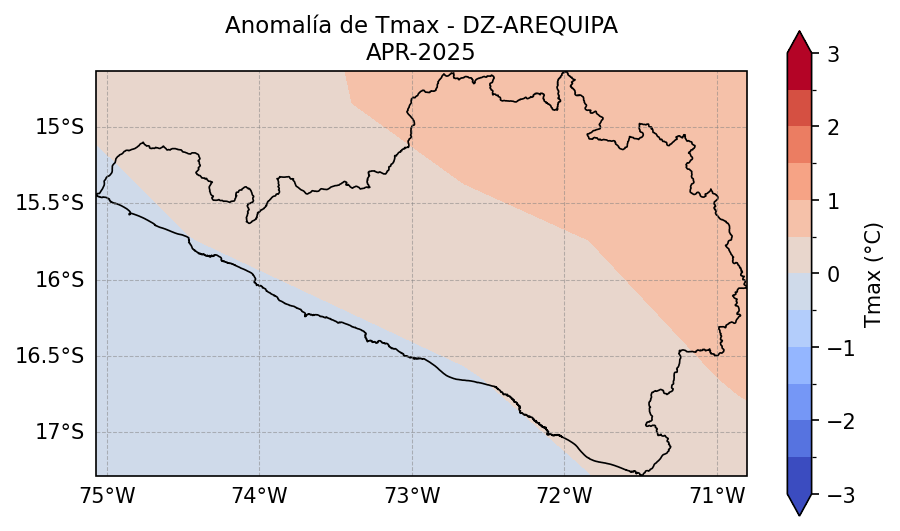 Anomalía de Tmax - DZ-AREQUIPA
APR-2025
15°S
15.5°S
16°S
16.5°S
17°S
75°W
74°W
73°W
72°W
71°W
3
2
1
0
−1
−2
−3
Tmax (°C)